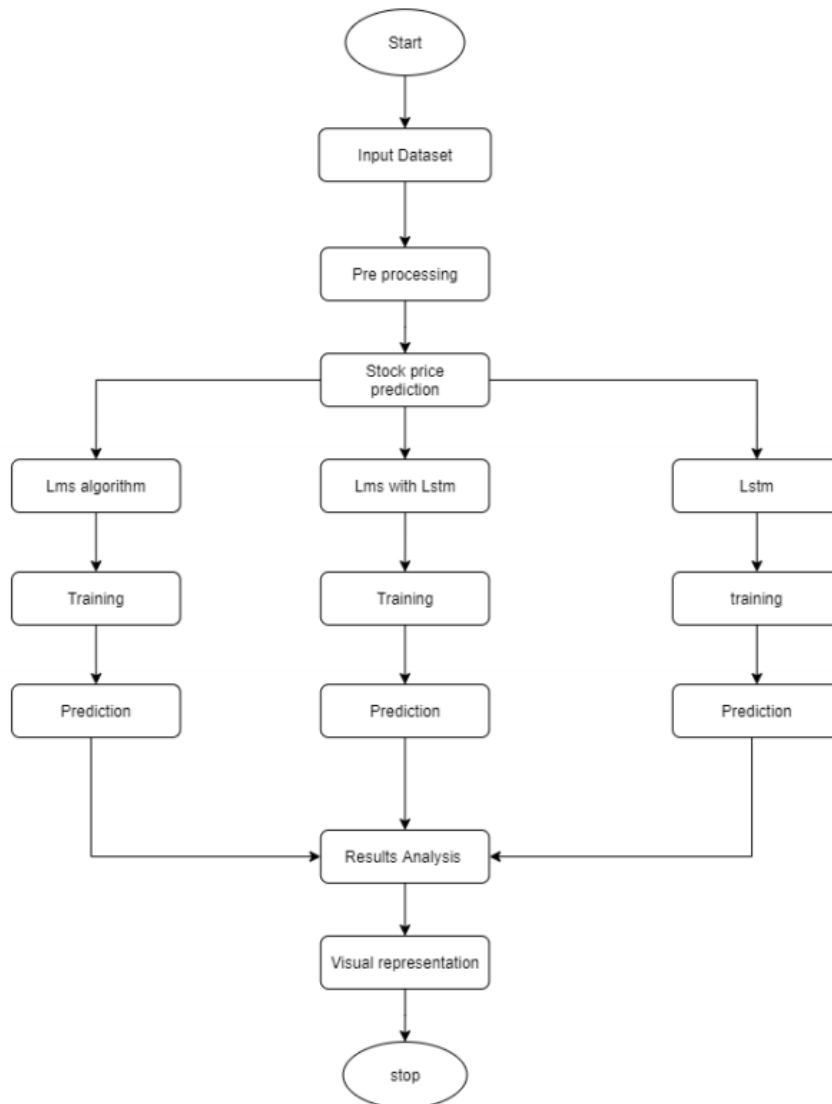 Start
Input Dataset
Pre processing
Stock price
prediction
Lms algorithm
Lms with Lstm
Lstm
Training
Training
training
Prediction
Prediction
Prediction
Results Analysis
Visual representation
stop